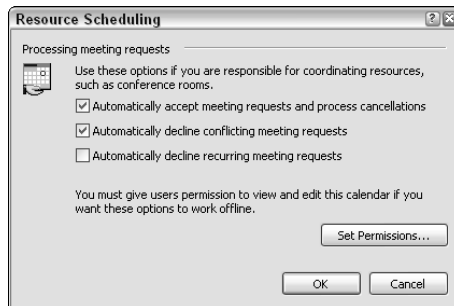 Resource Scheduling
Processing meeting requests
Use these options if you are responsible for coordinating resources,
such as conference rooms.
Automatically accept meeting requests and process cancellations
Automatically decline conflicting meeting requests
Automatically decline recurring meeting requests
You must give users permission to view and edit this calendar if you
want these options to work offline.
Set Permissions...
OK
Cancel